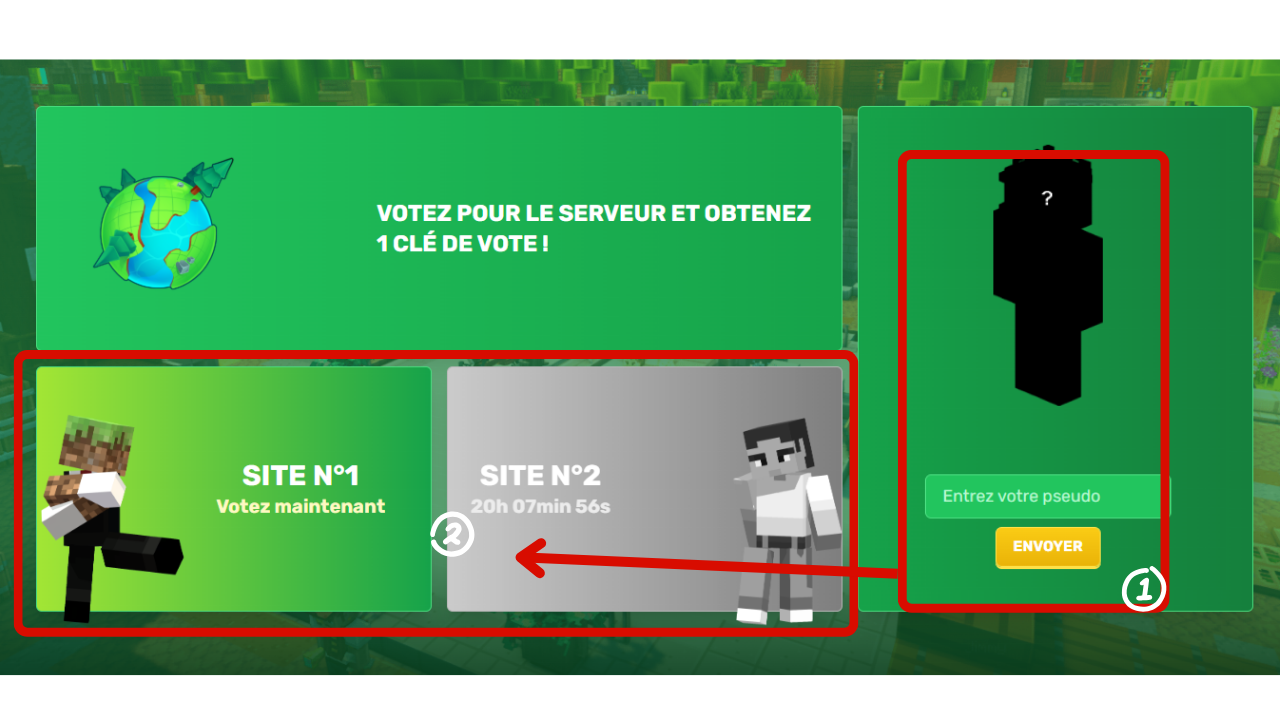 VOTEZ POUR LE SERVEUR ET OBTENEZ
1 CLÉ DE VOTE !
?
SITE N°1
Votez maintenant
SITE N°2
20h 07min 56s
2
Entrez votre pseudo
ENVOYER
1